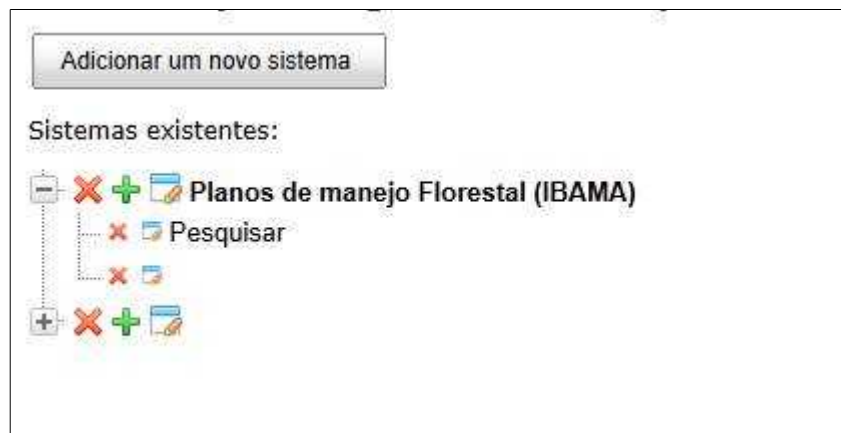 Adicionar um novo sistema
Sistemas existentes:
Planos de manejo Florestal (IBAMA)
Pesquisar